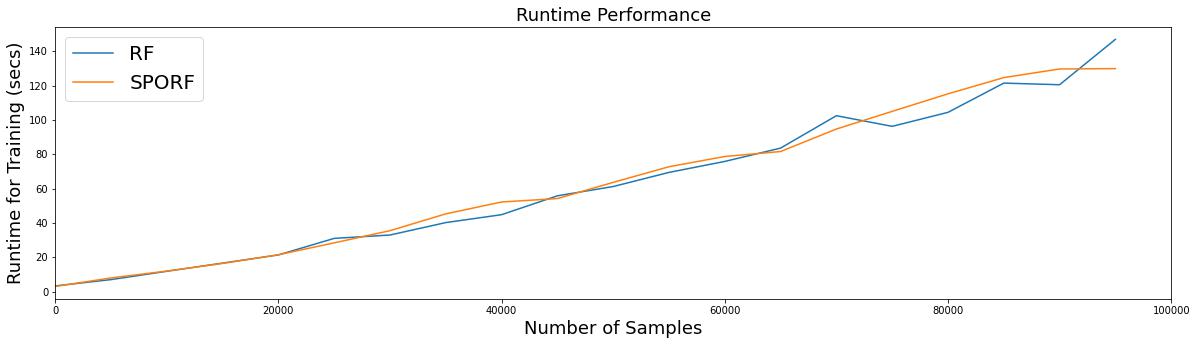 Runtime Performance
RF
SPORF
Runtime for Training (secs)
140
120
100
80
60
40
20
0
0 20000 40000 60000 80000 100000
Number of Samples